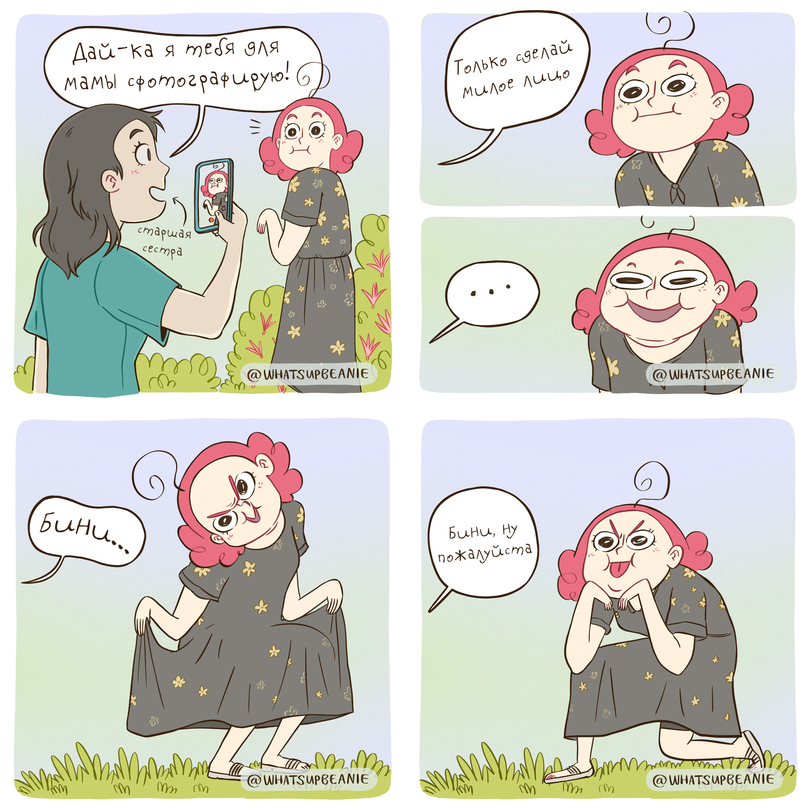 Дай-ка я тебя для
мамы сфотографирую!
старшая
сестра
@WHATSUPBEANIE
Только сделай
милое лицо
...
@WHATSUPBEANIE
Бини...
@WHATSUPBEANIE
Бини, ну
пожалуйста
@WHATSUPBEANIE